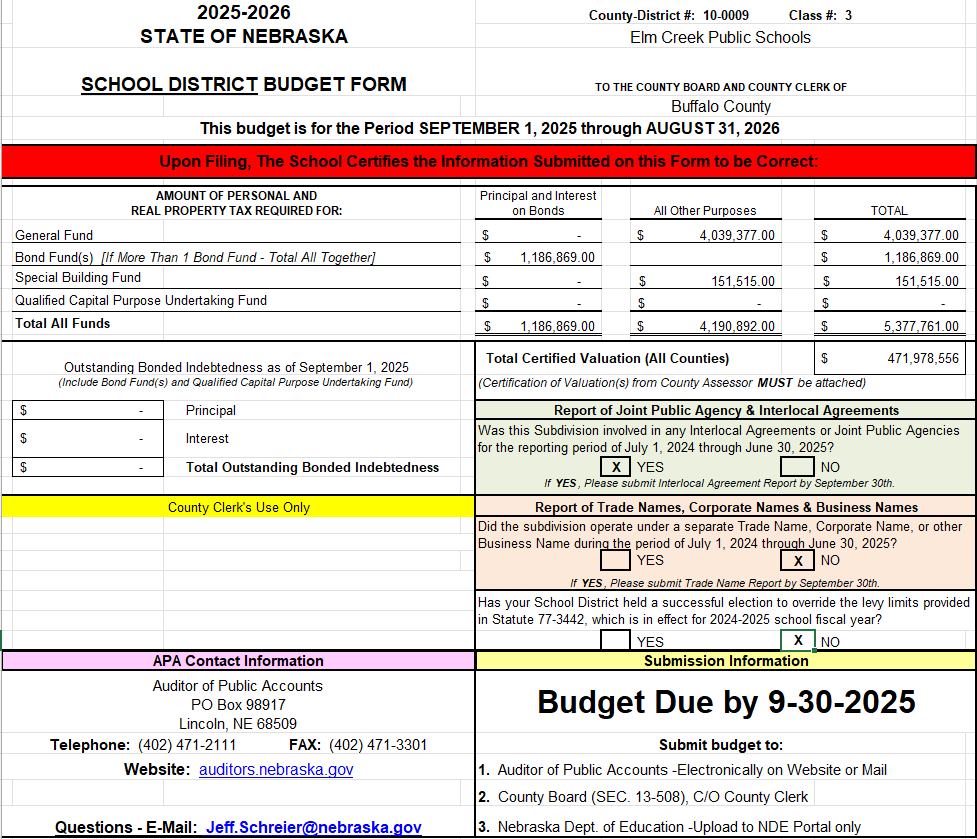 2025-2026
STATE OF NEBRASKA
SCHOOL DISTRICT BUDGET FORM
County-District #: 10-0009 Class #: 3
Elm Creek Public Schools
TO THE COUNTY BOARD AND COUNTY CLERK OF
Buffalo County
This budget is for the Period SEPTEMBER 1, 2025 through AUGUST 31, 2026
Upon Filing, The School Certifies the Information Submitted on this Form to be Correct:
AMOUNT OF PERSONAL AND
REAL PROPERTY TAX REQUIRED FOR:
Principal and Interest
on Bonds
All Other Purposes
TOTAL
General Fund $ - $ 4,039,377.00 $ 4,039,377.00
Bond Fund(s) [If More Than 1 Bond Fund - Total All Together] $ 1,186,869.00 $ 1,186,869.00
Special Building Fund $ - $ 151,515.00 $ 151,515.00
Qualified Capital Purpose Undertaking Fund $ - $ - $ -
Total All Funds $ 1,186,869.00 $ 4,190,892.00 $ 5,377,761.00
Outstanding Bonded Indebtedness as of September 1, 2025
(Include Bond Fund(s) and Qualified Capital Purpose Undertaking Fund)
$ - Principal
$ - Interest
$ - Total Outstanding Bonded Indebtedness
County Clerk's Use Only
Total Certified Valuation (All Counties) $ 471,978,556
(Certification of Valuation(s) from County Assessor MUST be attached)
Report of Joint Public Agency & Interlocal Agreements
Was this Subdivision involved in any Interlocal Agreements or Joint Public Agencies
for the reporting period of July 1, 2024 through June 30, 2025?
X YES NO
If YES, Please submit Interlocal Agreement Report by September 30th.
Report of Trade Names, Corporate Names & Business Names
Did the subdivision operate under a separate Trade Name, Corporate Name, or other
Business Name during the period of July 1, 2024 through June 30, 2025?
YES X NO
If YES, Please submit Trade Name Report by September 30th.
Has your School District held a successful election to override the levy limits provided
in Statute 77-3442, which is in effect for 2024-2025 school fiscal year?
YES X NO
APA Contact Information
Auditor of Public Accounts
PO Box 98917
Lincoln, NE 68509
Telephone: (402) 471-2111 FAX: (402) 471-3301
Website: auditors.nebraska.gov
Questions - E-Mail: Jeff.Schreier@nebraska.gov
Submission Information
Budget Due by 9-30-2025
Submit budget to:
1. Auditor of Public Accounts -Electronically on Website or Mail
2. County Board (SEC. 13-508), C/O County Clerk
3. Nebraska Dept. of Education -Upload to NDE Portal only